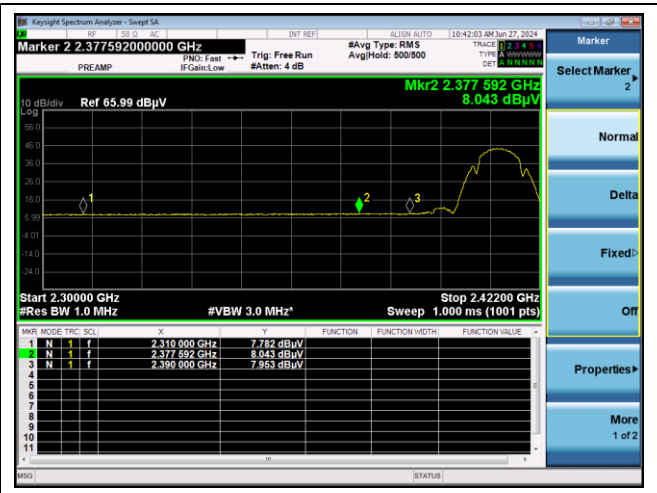 Keysight Spectrum Analyzer - Swept SA
RF 50 Ω AC INT REF ALIGN AUTO 10:42:03 AM Jun 27, 2024
Marker 2 2.377592000000 GHz
#Avg Type: RMS
TRACE 1 2 3 4 5 6
PNO: Fast Trig: Free Run Avg|Hold: 500/500
TYPE A WWWWW
PREAMP IFGain:Low #Atten: 4 dB
DET A N N N N N
Mkr2 2.377 592 GHz
10 dB/div Ref 65.99 dBµV 8.043 dBµV
Log
56.0
46.0
36.0
26.0
16.0
5.99
-4.01
-14.0
-24.0
1
2
3
Start 2.30000 GHz Stop 2.42200 GHz
#Res BW 1.0 MHz #VBW 3.0 MHz* Sweep 1.000 ms (1001 pts)
MKR MODE TRC SCL X Y FUNCTION FUNCTION WIDTH FUNCTION VALUE
1 N 1 f 2.310 000 GHz 7.782 dBuV
2 N 1 f 2.377 592 GHz 8.043 dBuV
3 N 1 f 2.390 000 GHz 7.953 dBuV
4
5
6
7
8
9
10
11
MSG STATUS
Marker
Select Marker
2
Normal
Delta
Fixed
Off
Properties
More
1 of 2